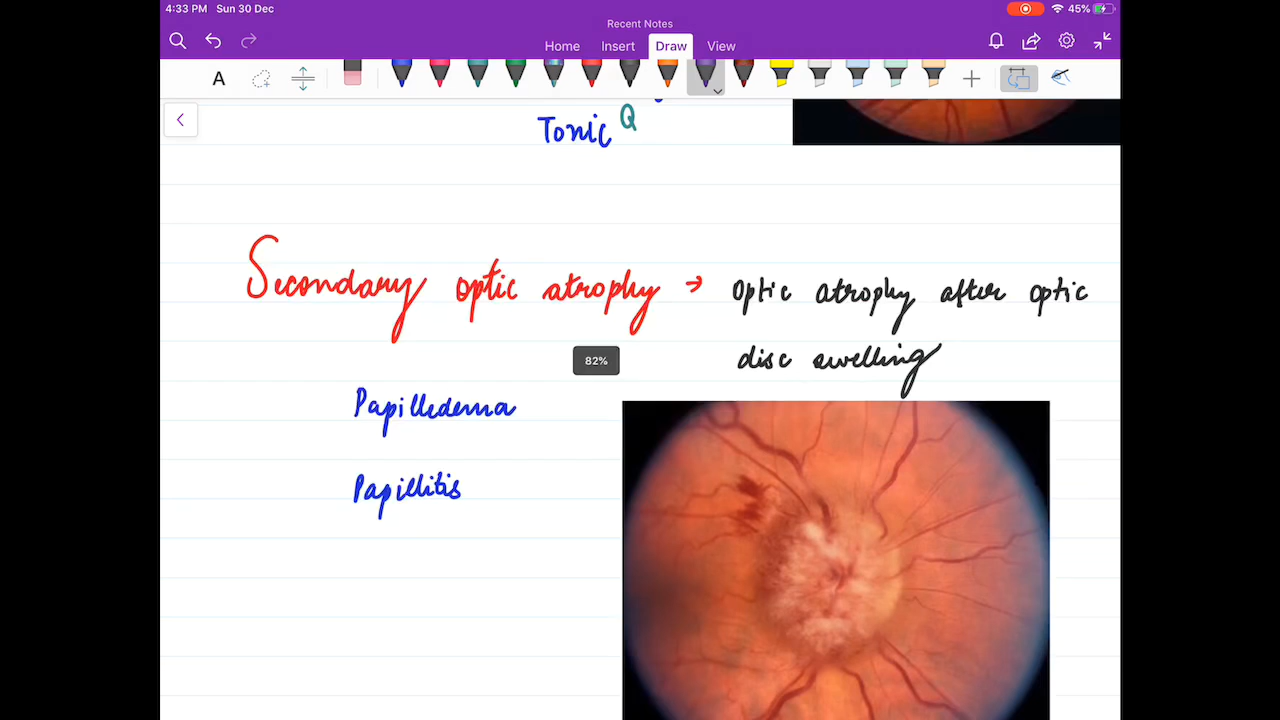 4:33 PM Sun 30 Dec
45%
Recent Notes
Home Insert Draw View
A
Tonic Q
Secondary optic atrophy → optic atrophy after optic
disc swelling
82%
Papilledema
Papillitis